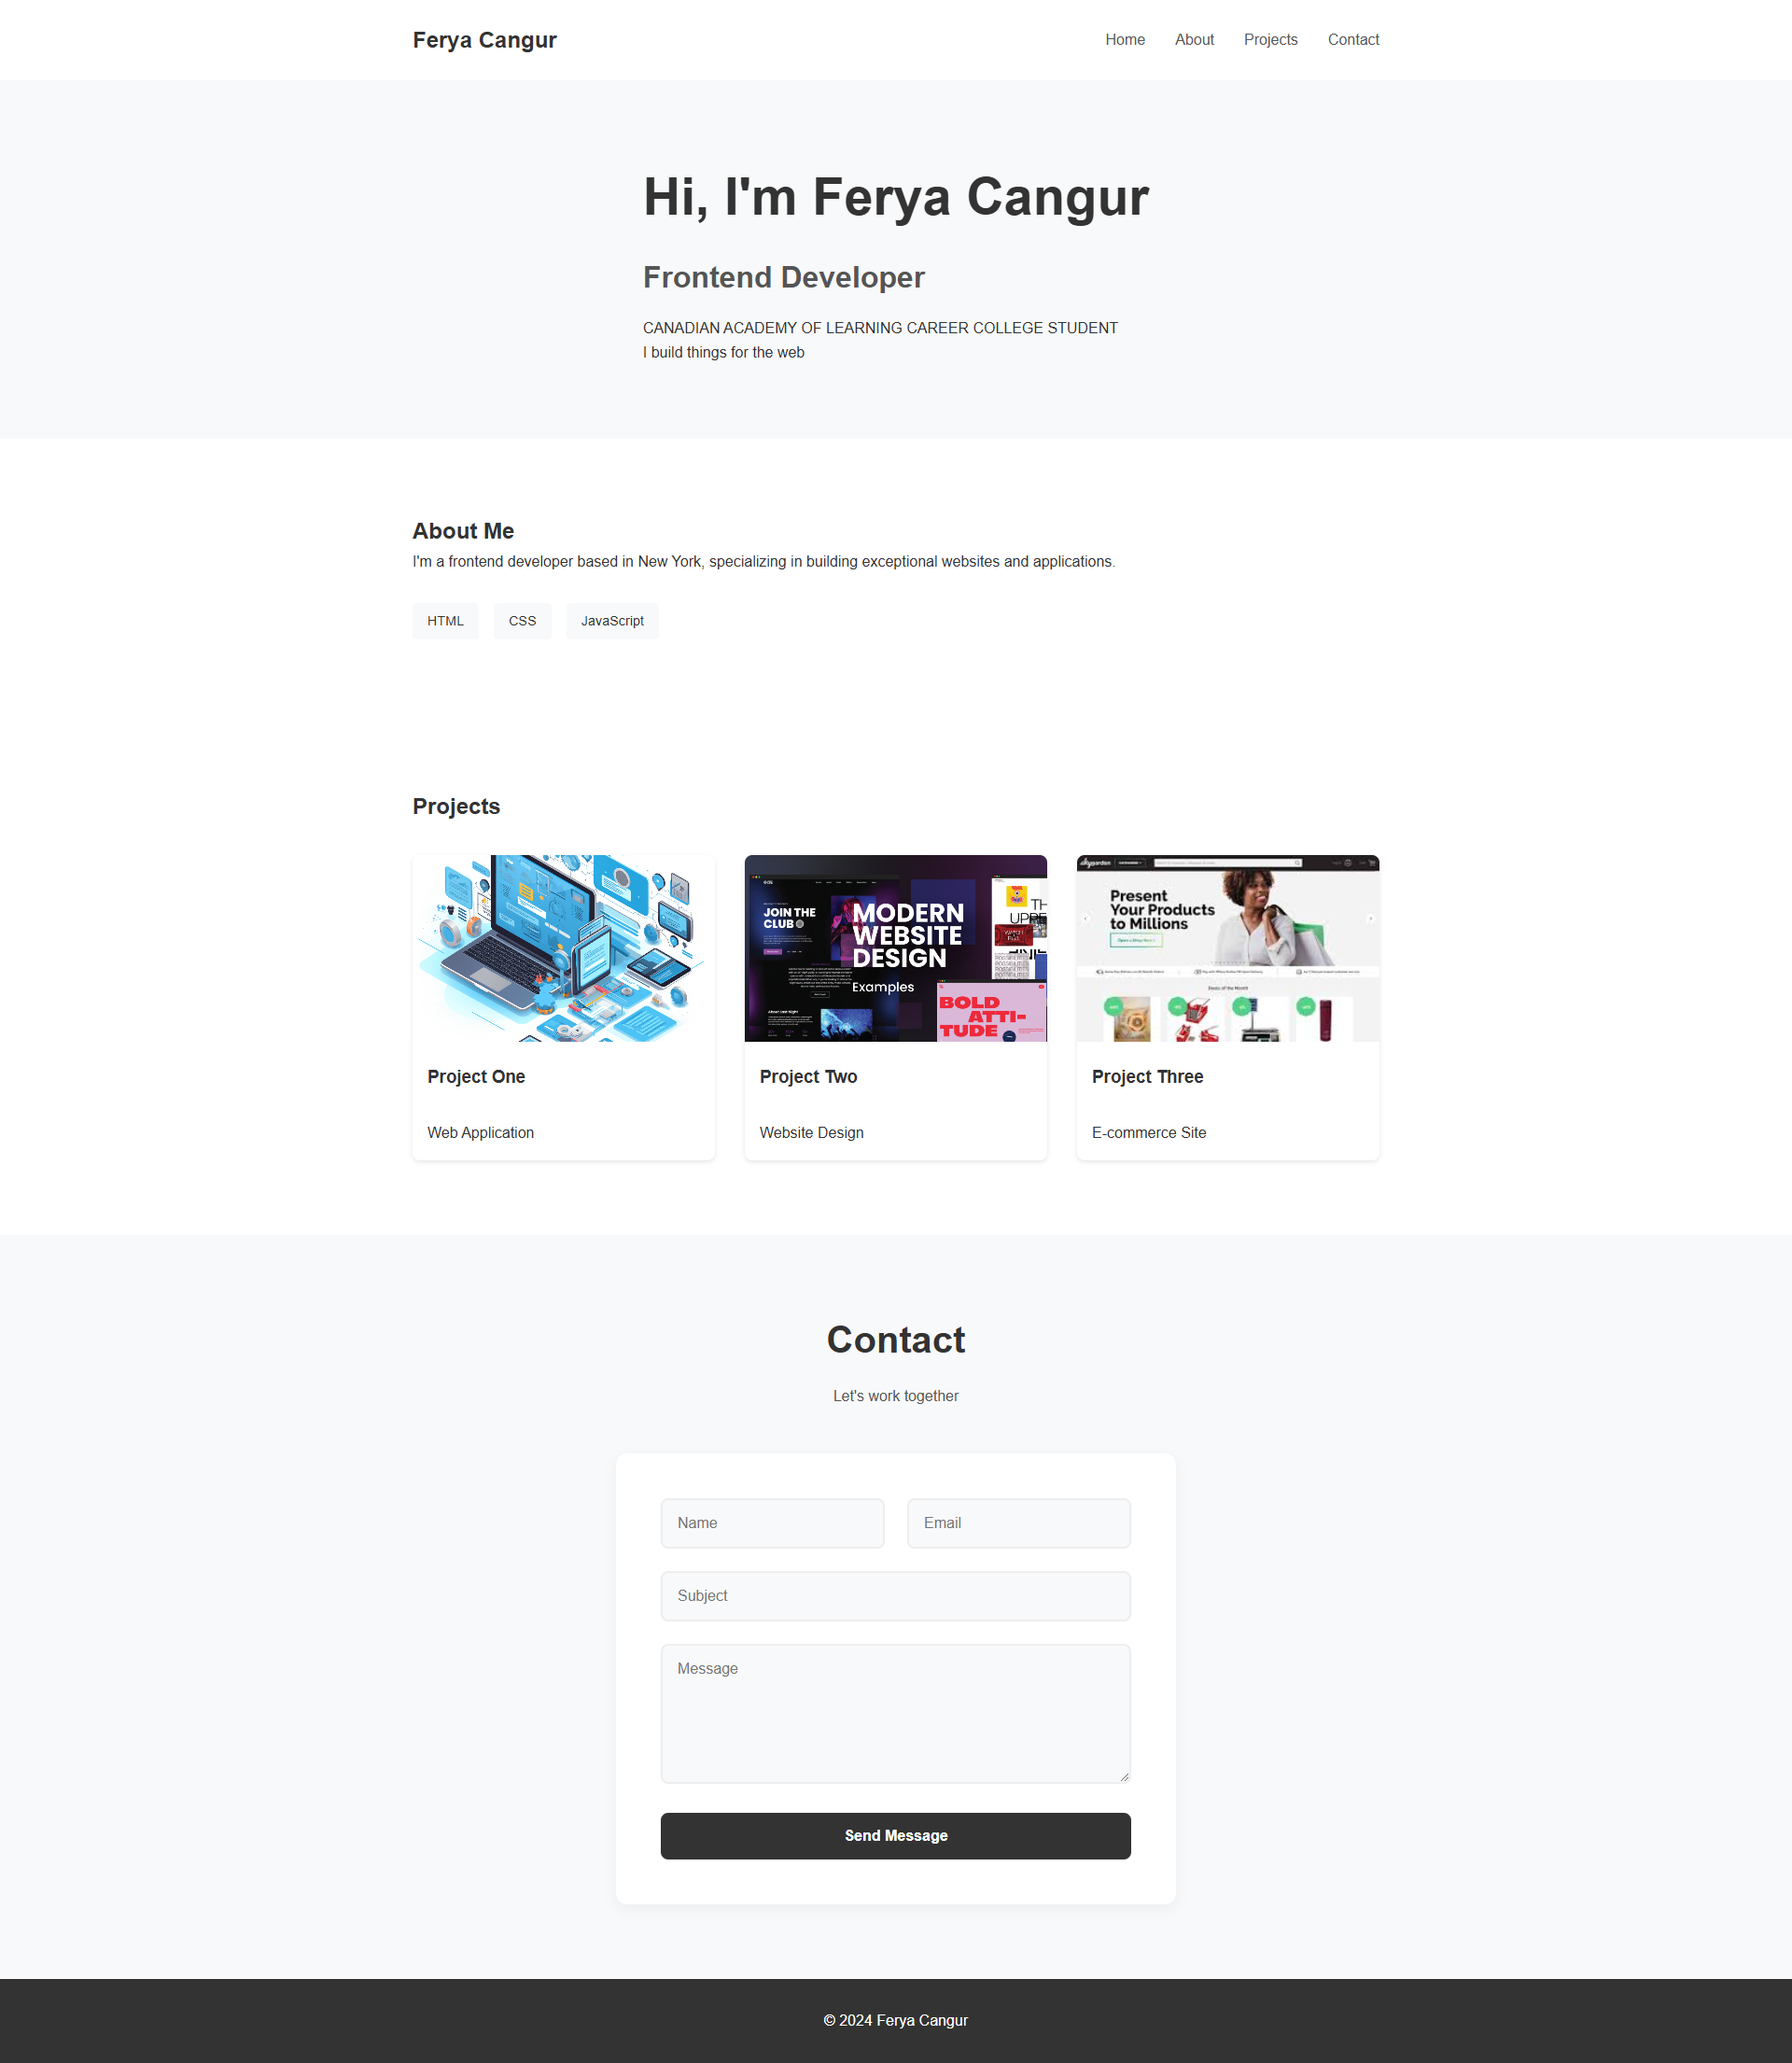 Ferya Cangur
Home About Projects Contact
Hi, I'm Ferya Cangur
Frontend Developer
CANADIAN ACADEMY OF LEARNING CAREER COLLEGE STUDENT
I build things for the web
About Me
I'm a frontend developer based in New York, specializing in building exceptional websites and applications.
HTML CSS JavaScript
Projects
JOIN THE
CLUB
MODERN
WEBSITE
DESIGN
Examples
BOLD
ATTI-
TUDE
Present
Your Products
to Millions
Project One
Web Application
Project Two
Website Design
Project Three
E-commerce Site
Contact
Let's work together
Name
Email
Subject
Message
Send Message
© 2024 Ferya Cangur